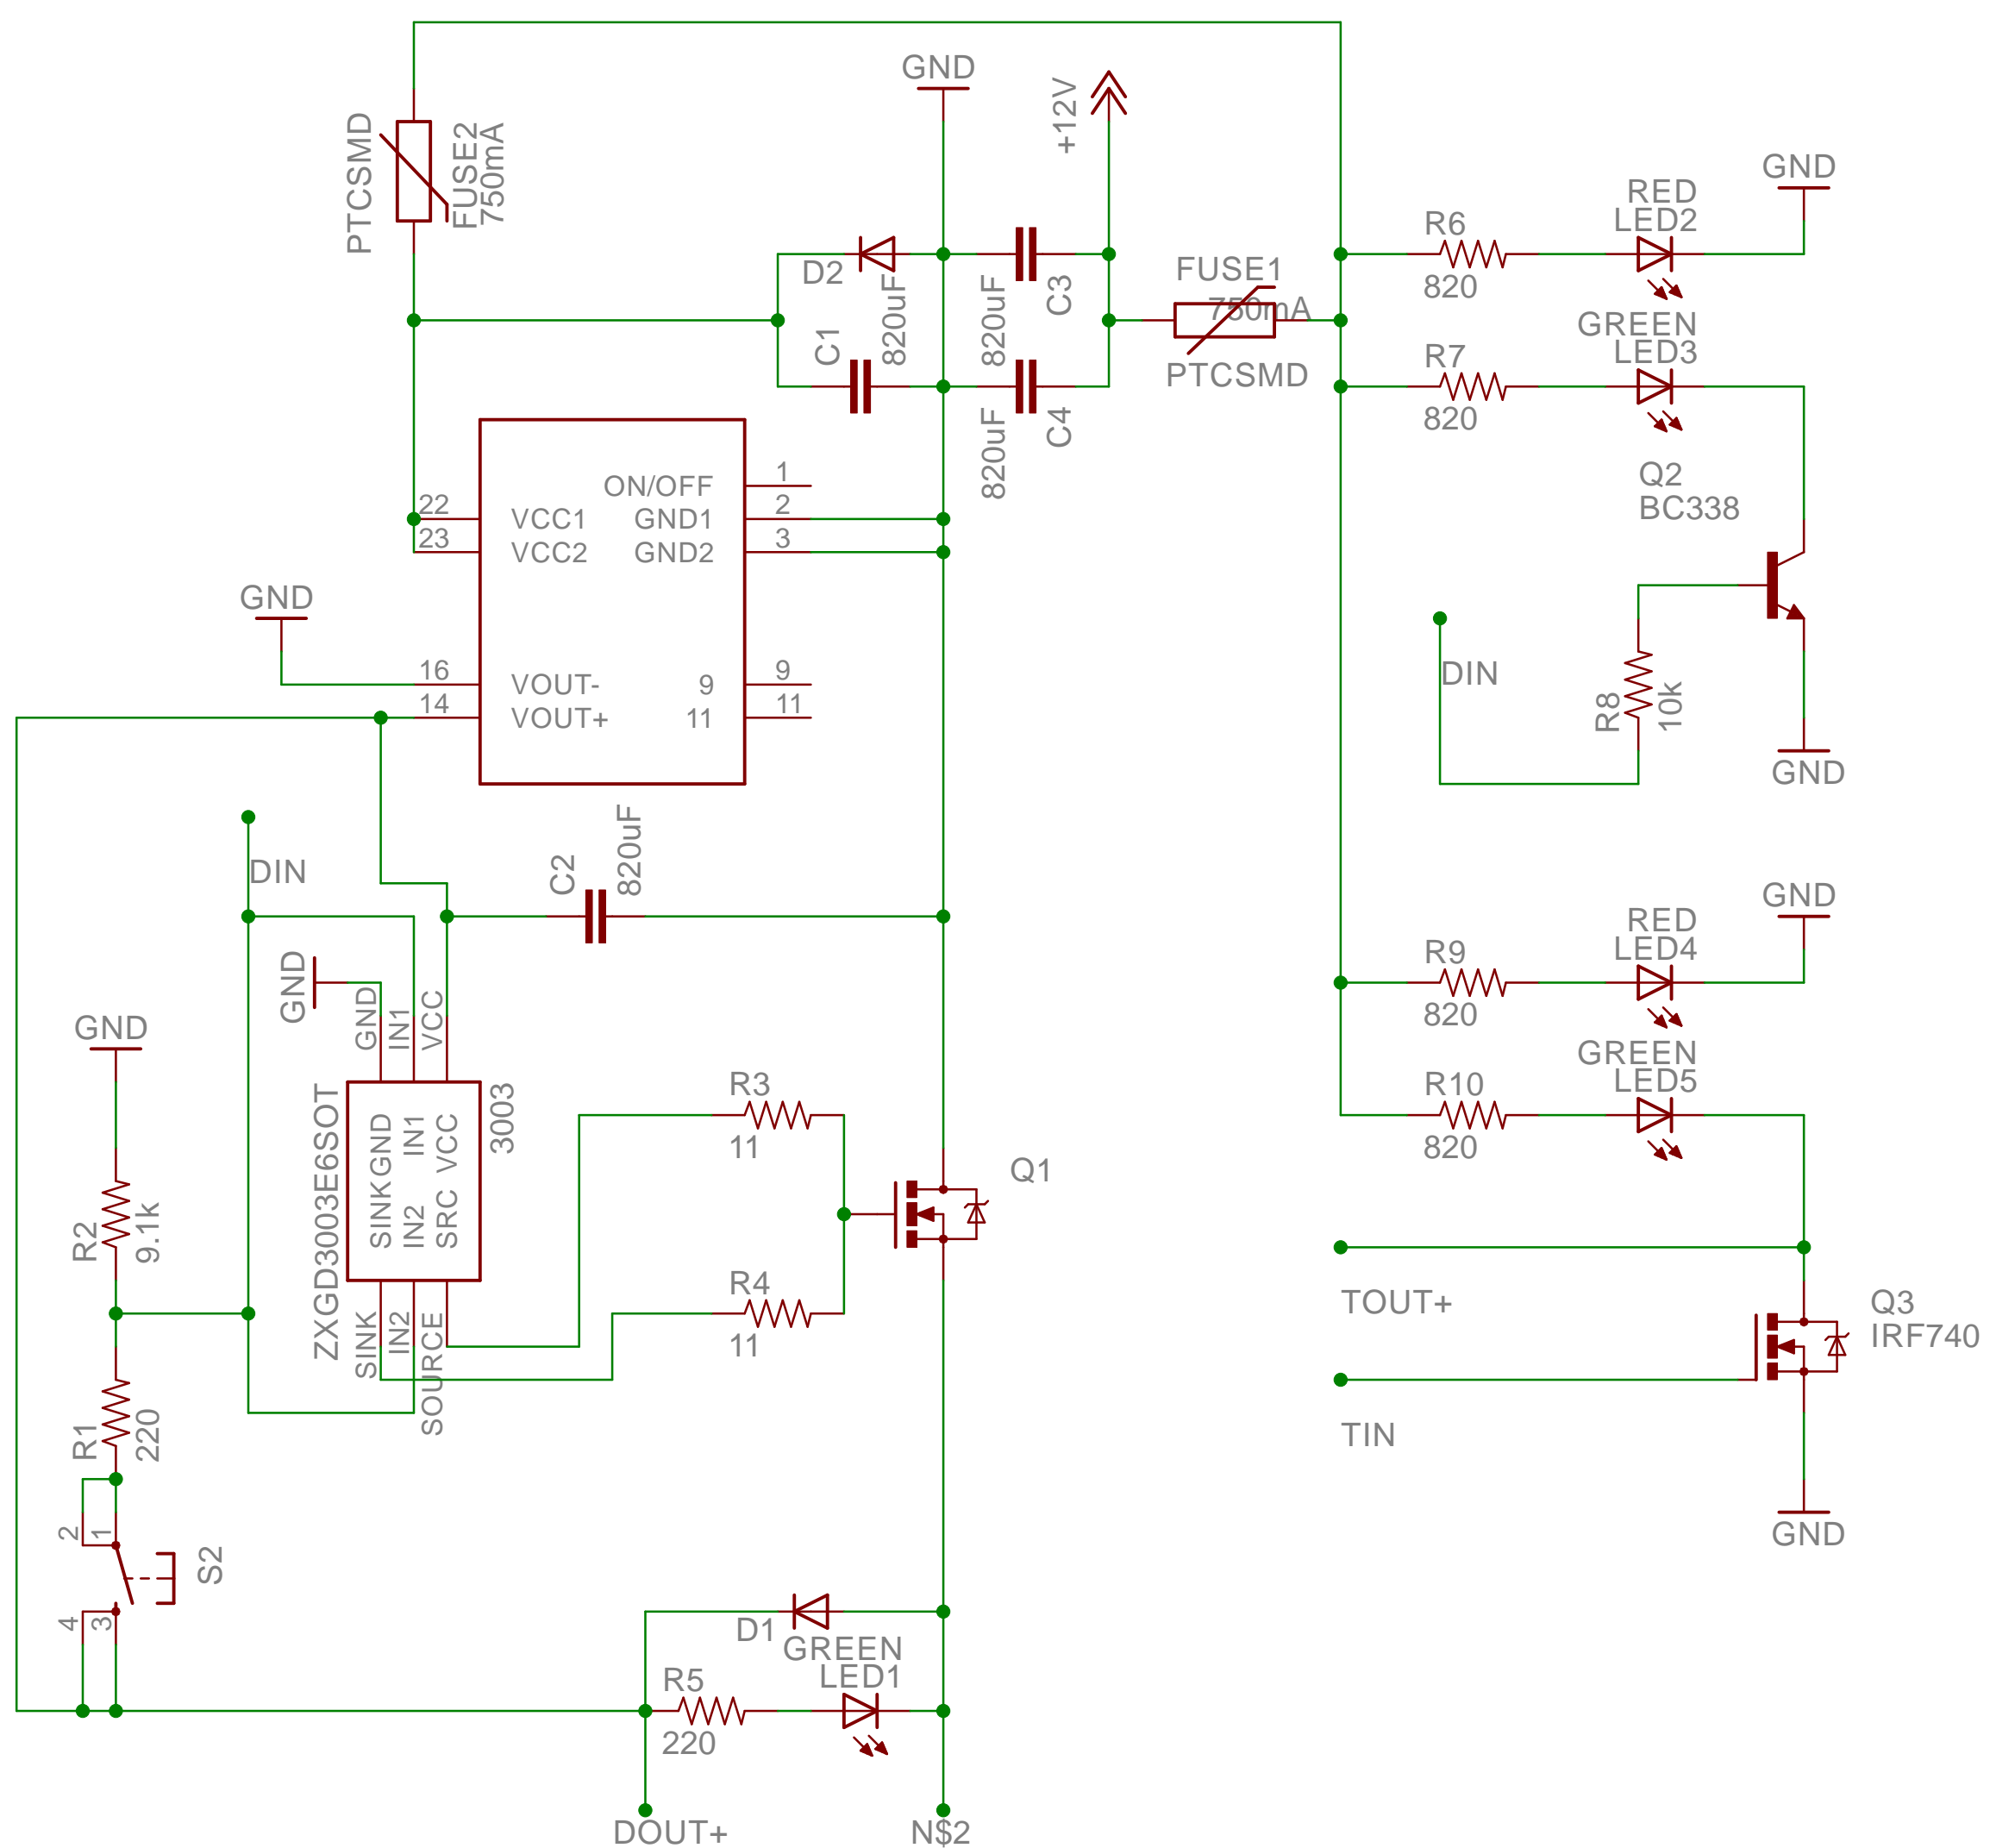 GND
+12V
PTCSMD
FUSE2
750mA
GND
RED
LED2
R6
820
D2
820uF
820uF
C3
FUSE1
750mA
PTCSMD
GREEN
LED3
R7
820
C1
820uF
C4
Q2
BC338
1
ON/OFF
22
VCC1
GND1
2
23
VCC2
GND2
3
GND
16
VOUT-
9
9
14
VOUT+
11
11
DIN
R8
10k
GND
DIN
C2
820uF
GND
RED
LED4
R9
820
GND
GND
IN1
VCC
GND
GREEN
LED5
R10
820
ZXGD3003E6SOT
3003
SINK
GND
IN2
IN1
SRC
VCC
R3
11
Q1
R2
9.1k
R4
11
SINK
IN2
SOURCE
TOUT+
Q3
IRF740
TIN
GND
R1
220
2
1
S2
4
3
D1
GREEN
LED1
R5
220
DOUT+
N$2